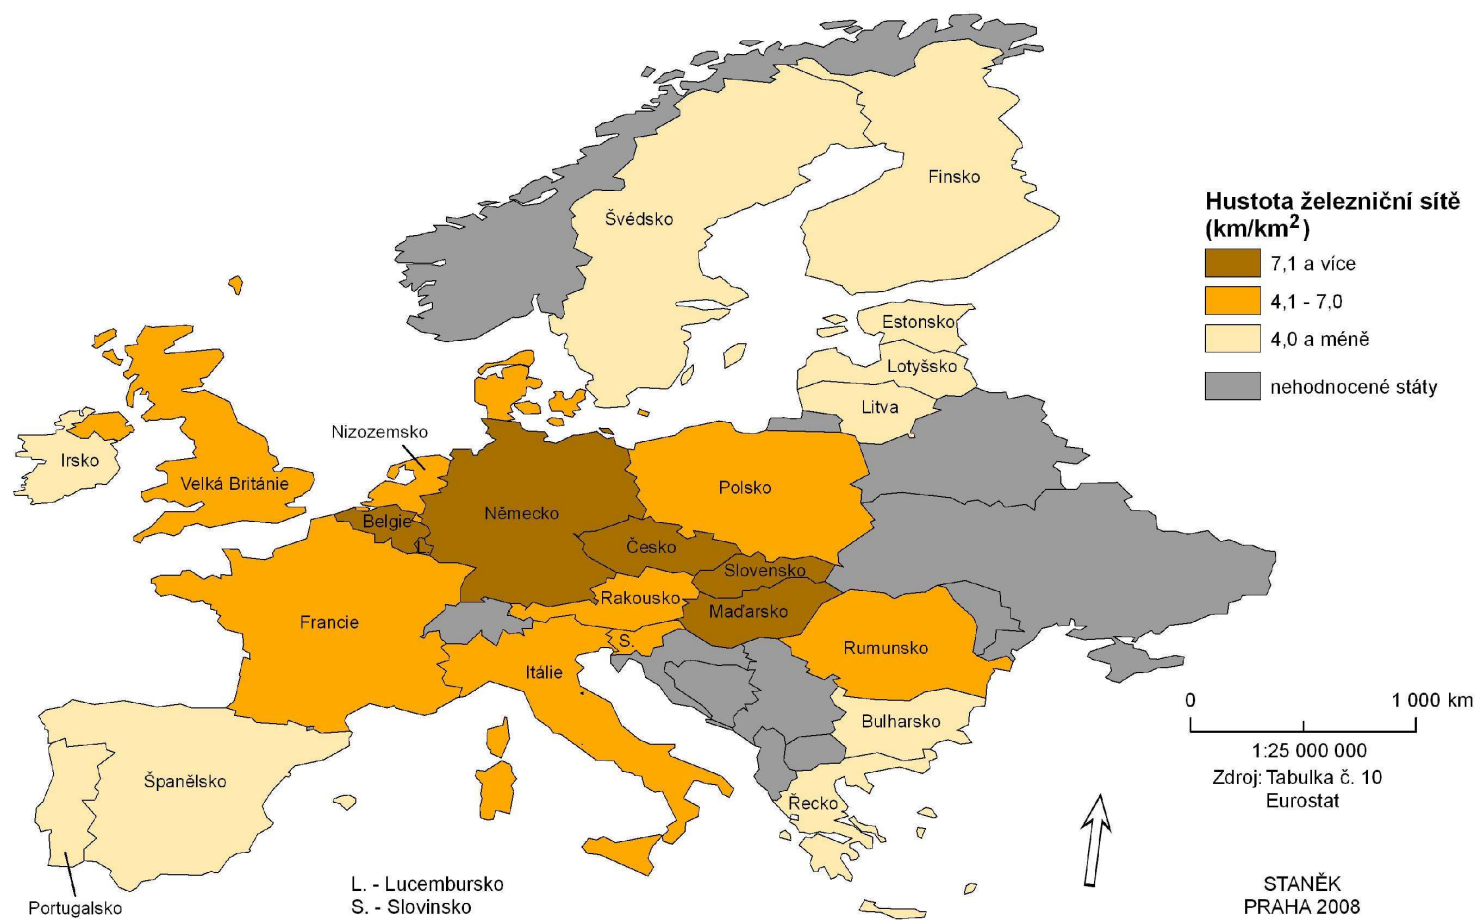 Finsko
Švédsko
Hustota železniční sítě
(km/km²)
7,1 a více
4,1 - 7,0
4,0 a méně
nehodnocené státy
Estonsko
Lotyšsko
Litva
Nizozemsko
Irsko
Velká Británie
Polsko
Belgie
Německo
L.
Česko
Slovensko
Rakousko
Maďarsko
Francie
S.
Rumunsko
Itálie
Bulharsko
Španělsko
Řecko
Portugalsko
0 1 000 km
1:25 000 000
Zdroj: Tabulka č. 10
Eurostat
L. - Lucembursko
S. - Slovinsko
STANĚK
PRAHA 2008